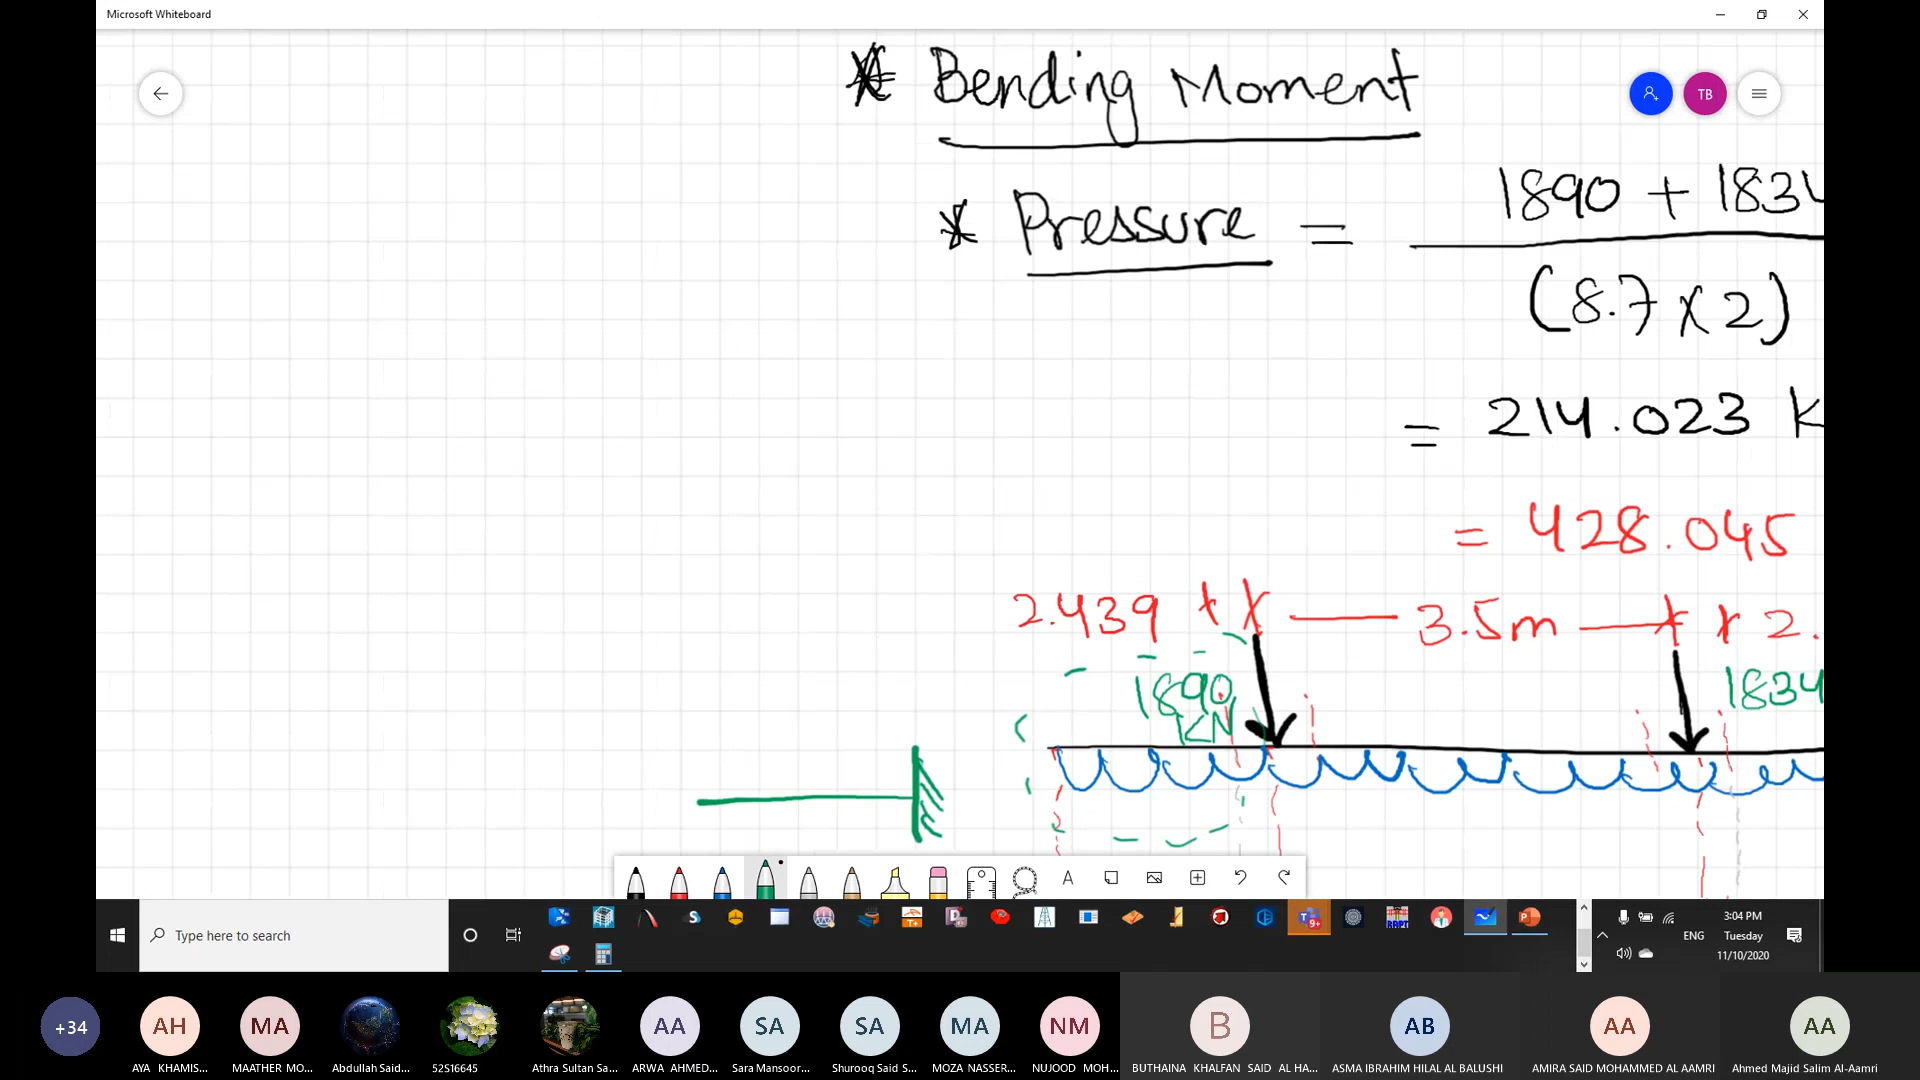 Microsoft Whiteboard
* Bending Moment
TB
* Pressure = 1890 + 1834
(8.7 x 2)
= 214.023 K
= 428.045
2.439 3.5m 2.
1890
KN
1834
A
Type here to search
9+
ENG
3:04 PM
Tuesday
11/10/2020
+34
AH
MA
AA
SA
SA
MA
NM
B
AB
AA
AA
AYA KHAMIS...
MAATHER MO...
Abdullah Said...
52S16645
Athra Sultan Sa...
ARWA AHMED...
Sara Mansoor...
Shurooq Said S...
MOZA NASSER...
NUJOOD MOH...
BUTHAINA KHALFAN SAID AL HA...
ASMA IBRAHIM HILAL AL BALUSHI
AMIRA SAID MOHAMMED AL AAMRI
Ahmed Majid Salim Al-Aamri